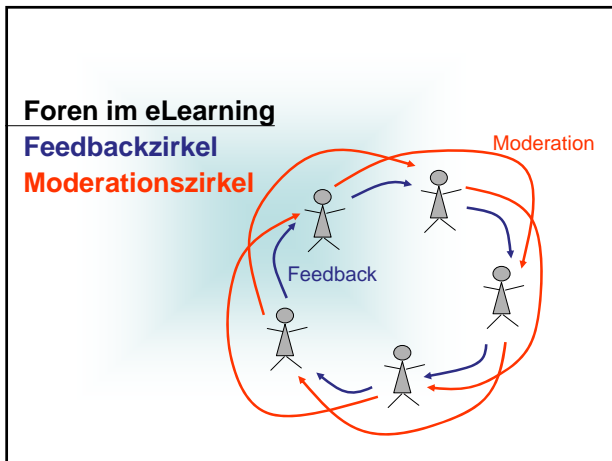 Foren im eLearning
Feedbackzirkel
Moderationszirkel
Moderation
Feedback